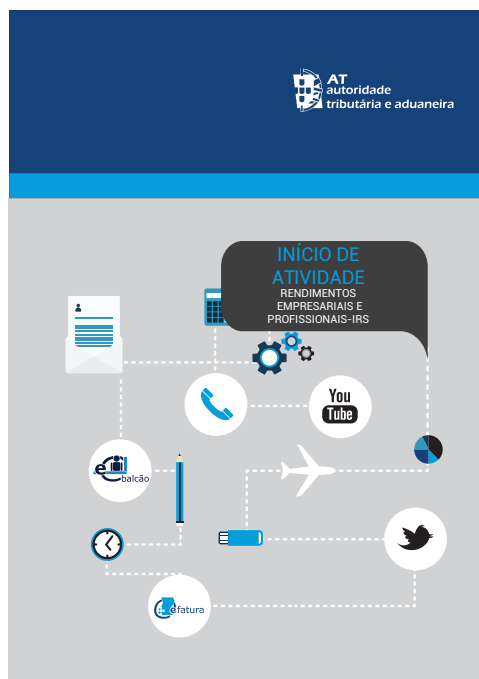 AT
autoridade
tributária e aduaneira
INÍCIO DE
ATIVIDADE
RENDIMENTOS
EMPRESARIAIS E
PROFISSIONAIS-IRS
You
Tube
e balcão
efatura